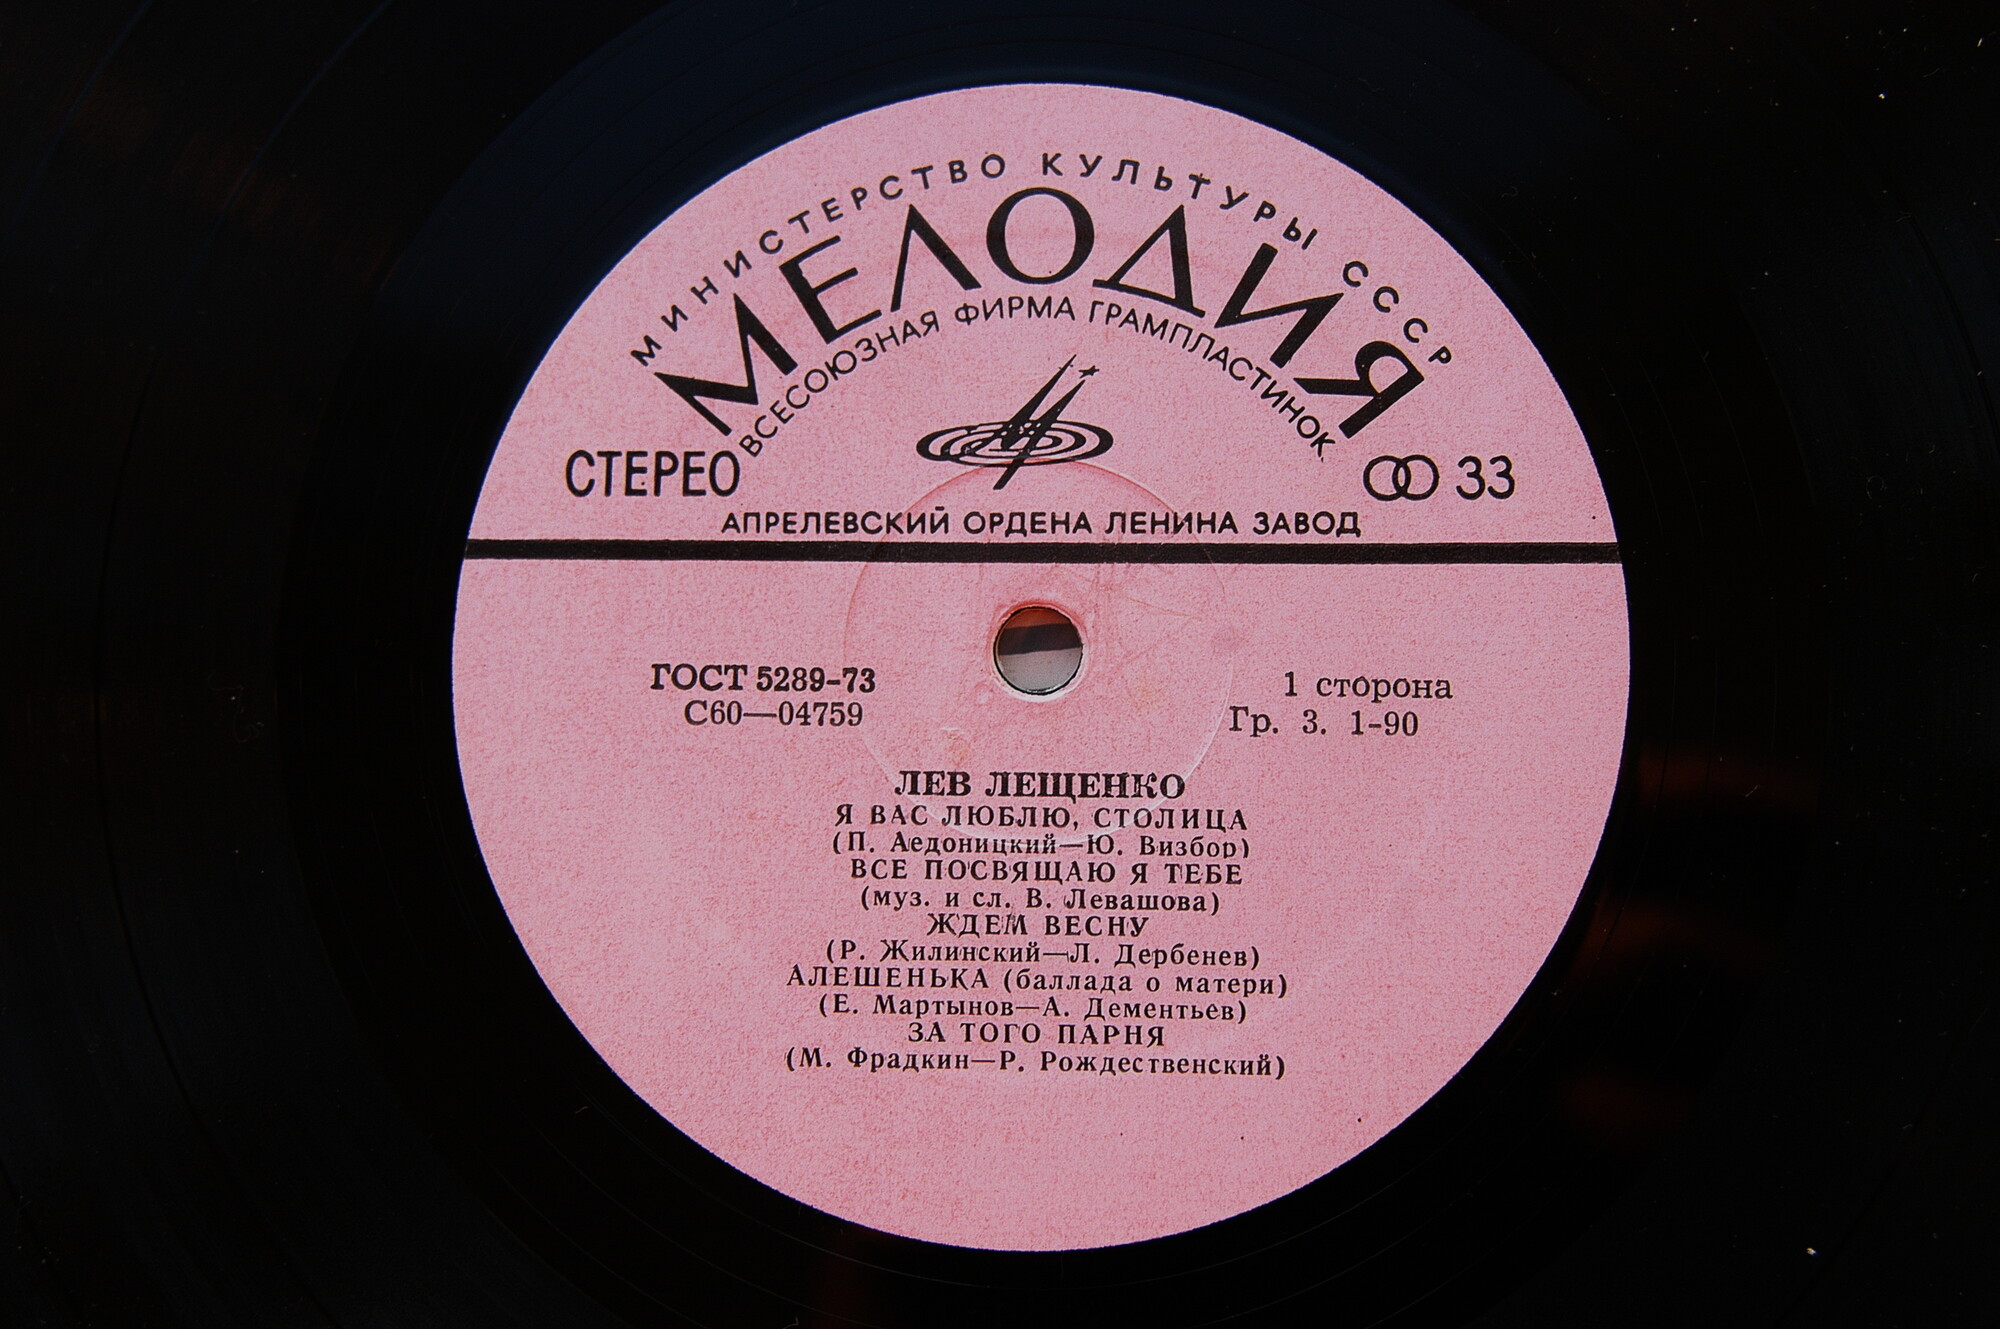 МИНИСТЕРСТВО КУЛЬТУРЫ СССР
МЕЛОДИЯ
ВСЕСОЮЗНАЯ ФИРМА ГРАМПЛАСТИНОК
СТЕРЕО
33
АПРЕЛЕВСКИЙ ОРДЕНА ЛЕНИНА ЗАВОД
ГОСТ 5289-73
С60—04759
1 сторона
Гр. 3. 1-90
ЛЕВ ЛЕЩЕНКО
Я ВАС ЛЮБЛЮ, СТОЛИЦА
(П. Аедоницкий—Ю. Визбор)
ВСЕ ПОСВЯЩАЮ Я ТЕБЕ
(муз. и сл. В. Левашова)
ЖДЕМ ВЕСНУ
(Р. Жилинский—Л. Дербенев)
АЛЕШЕНЬКА (баллада о матери)
(Е. Мартынов—А. Дементьев)
ЗА ТОГО ПАРНЯ
(М. Фрадкин—Р. Рождественский)